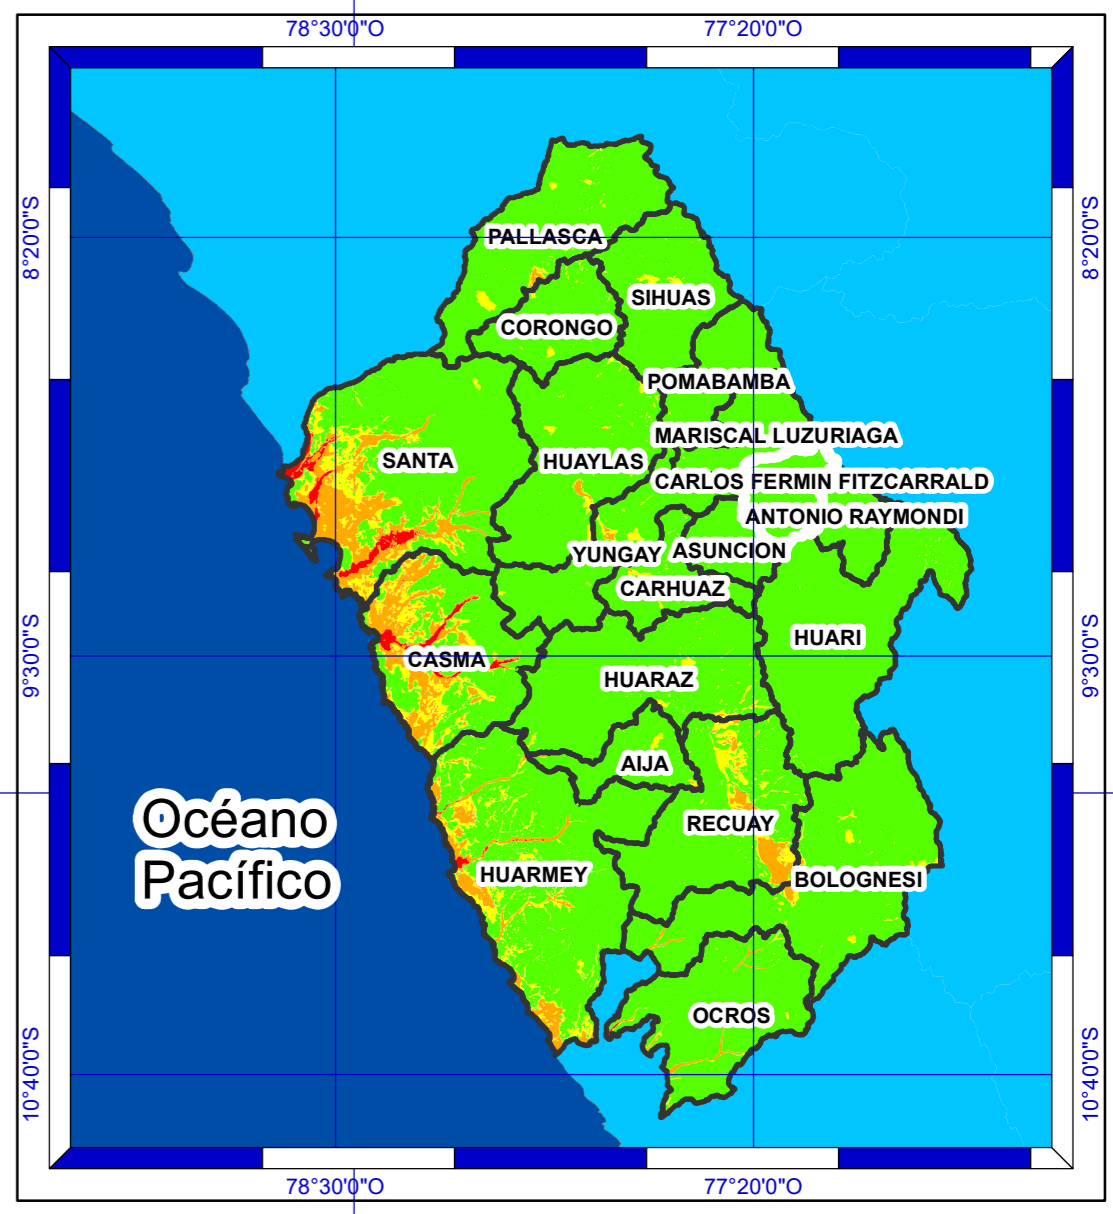 78°30'0"O
77°20'0"O
8°20'0"S
8°20'0"S
PALLASCA
SIHUAS
CORONGO
POMABAMBA
MARISCAL LUZURIAGA
SANTA
HUAYLAS
CARLOS FERMIN FITZCARRALD
ANTONIO RAYMONDI
YUNGAY
ASUNCION
CARHUAZ
HUARI
9°30'0"S
9°30'0"S
CASMA
HUARAZ
AIJA
Océano
Pacífico
RECUAY
HUARMEY
BOLOGNESI
OCROS
10°40'0"S
10°40'0"S
78°30'0"O
77°20'0"O